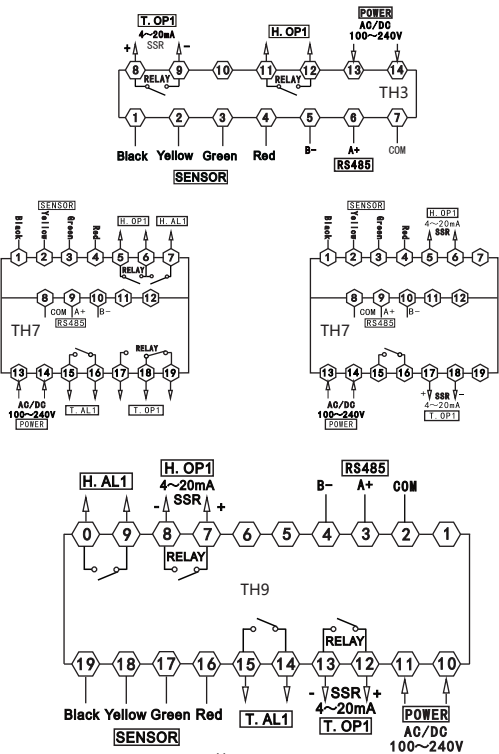 T. OP1 POWER
4～20mA H. OP1 AC/DC
+ SSR - 100～240V
8 9 10 11 12 13 14
RELAY RELAY
TH3
1 2 3 4 5 6 7
Black Yellow Green Red B- A+ COM
SENSOR RS485
SENSOR
Black Yellow Green Red H. OP1 H. AL1
1 2 3 4 5 6 7
RELAY
8 9 10 11 12
COM A+ B-
TH7 RS485
RELAY
13 14 15 16 17 18 19
AC/DC
100～240V T. AL1 T. OP1
POWER
SENSOR H. OP1
4～20mA
Black Yellow Green Red SSR
1 2 3 4 5 6 7
8 9 10 11 12
COM A+ B-
TH7 RS485
13 14 15 16 17 18 19
AC/DC + SSR -
100～240V 4～20mA
POWER T. OP1
H. OP1 RS485
H. AL1 4～20mA B- A+ COM
- SSR +
0 9 8 7 6 5 4 3 2 1
RELAY
TH9
RELAY
19 18 17 16 15 14 13 12 11 10
- SSR +
Black Yellow Green Red T. AL1 4～20mA POWER
SENSOR T. OP1 AC/DC
100～240V